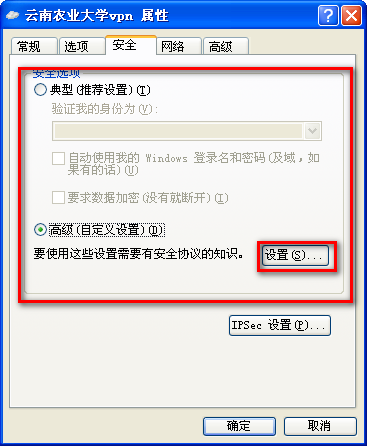 云南农业大学vpn 属性
常规 选项 安全 网络 高级
安全选项
典型(推荐设置)(T)
验证我的身份为(V):
自动使用我的 Windows 登录名和密码(及域，如
果有的话)(U)
要求数据加密(没有就断开)(I)
高级(自定义设置)(D)
要使用这些设置需要有安全协议的知识。
设置(S)...
IPSec 设置(P)...
确定 取消